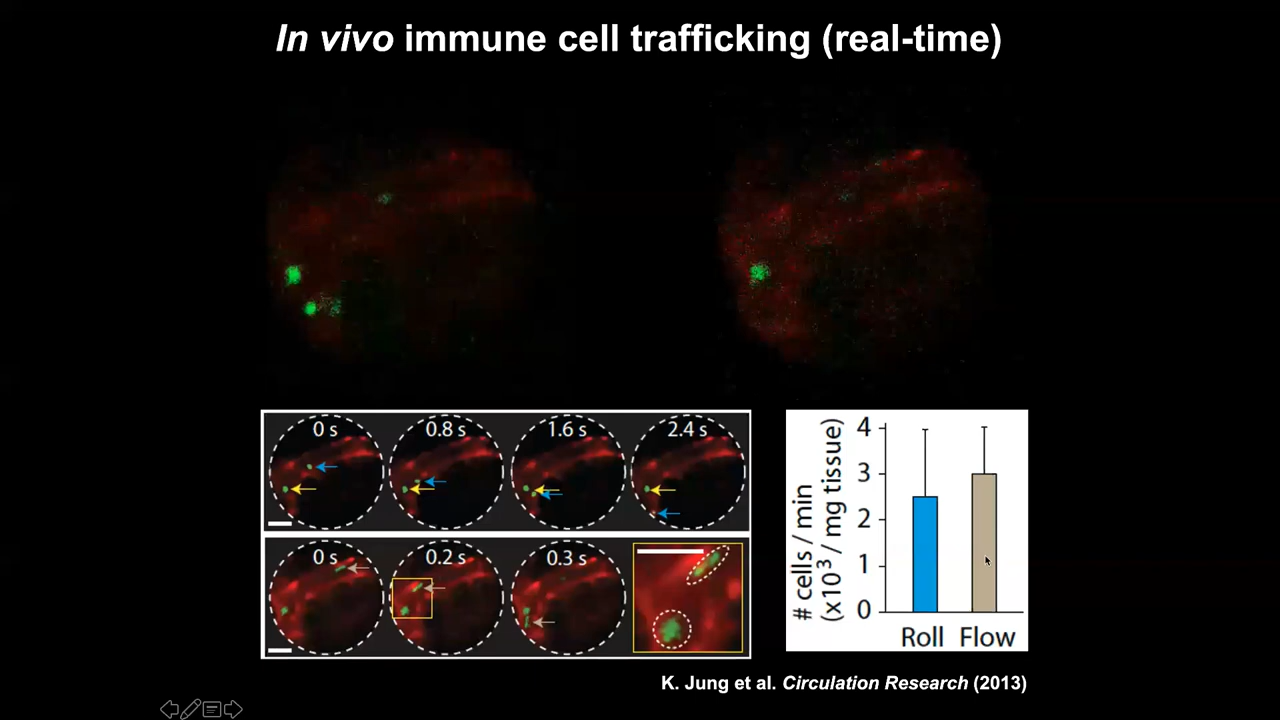 In vivo immune cell trafficking (real-time)
0 s
0.8 s
1.6 s
2.4 s
0 s
0.2 s
0.3 s
# cells / min
(x10³ / mg tissue)
4
3
2
1
0
Roll Flow
K. Jung et al. Circulation Research (2013)